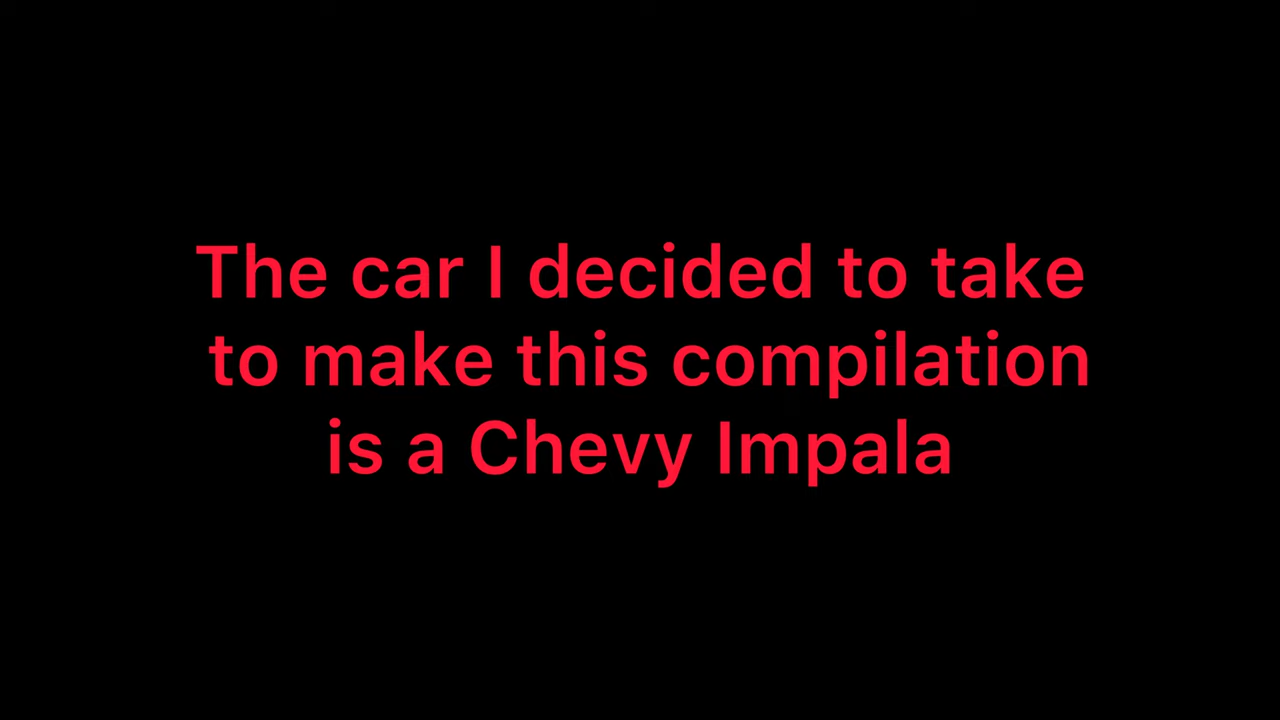 The car I decided to take
to make this compilation
is a Chevy Impala